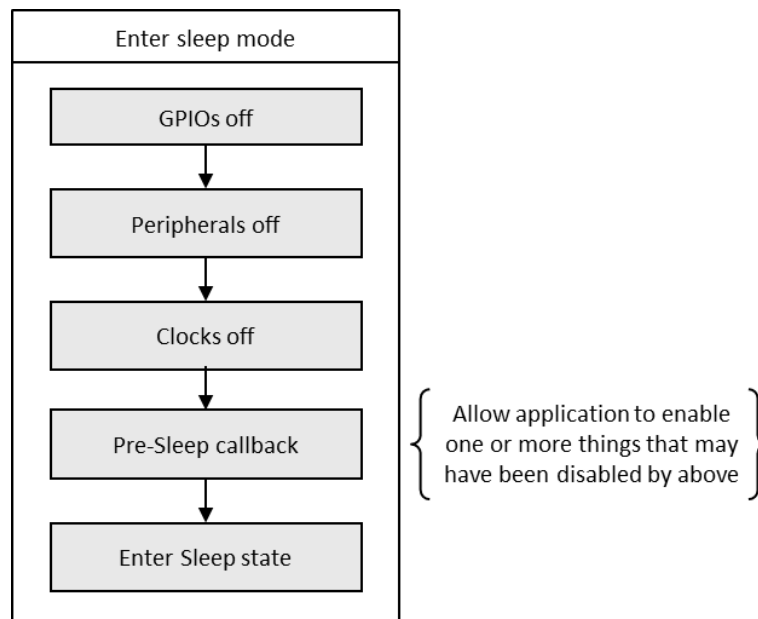 Enter sleep mode
GPIOs off
Peripherals off
Clocks off
Pre-Sleep callback
Allow application to enable
one or more things that may
have been disabled by above
Enter Sleep state